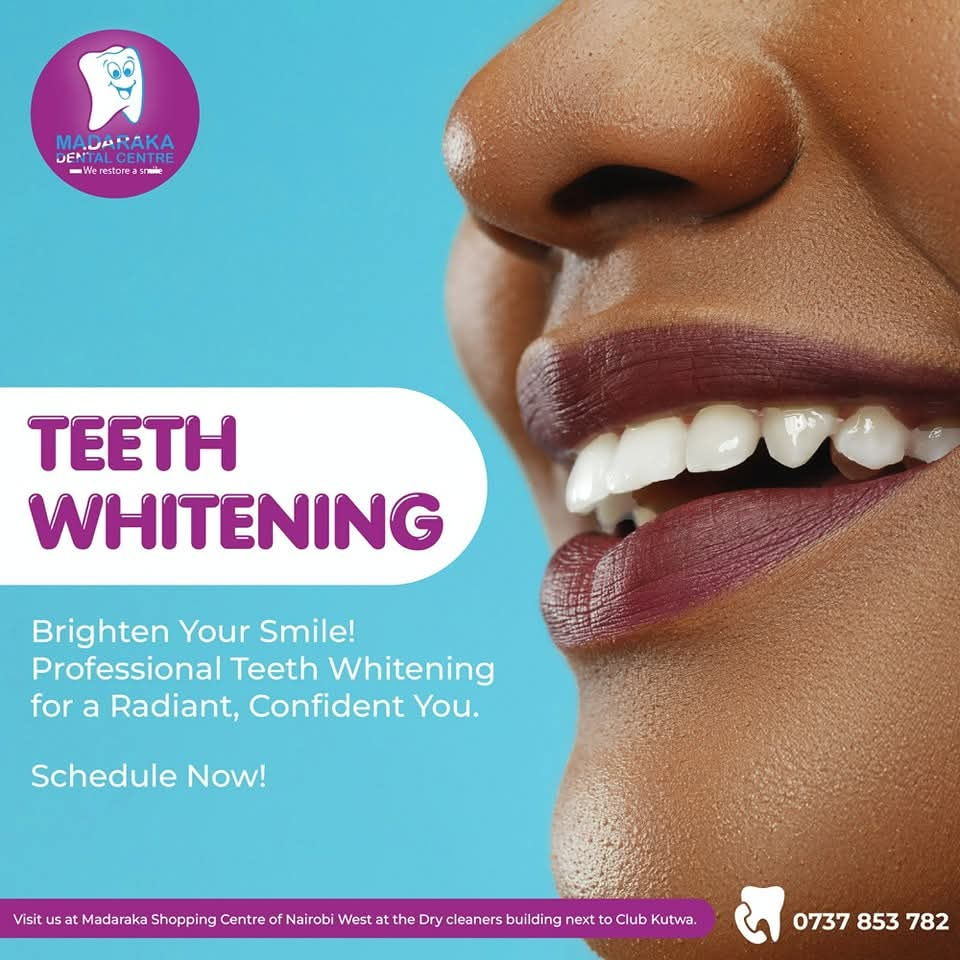 MADARAKA
DENTAL CENTRE
We restore a smile
TEETH
WHITENING
Brighten Your Smile!
Professional Teeth Whitening
for a Radiant, Confident You.
Schedule Now!
Visit us at Madaraka Shopping Centre of Nairobi West at the Dry cleaners building next to Club Kutwa.
0737 853 782